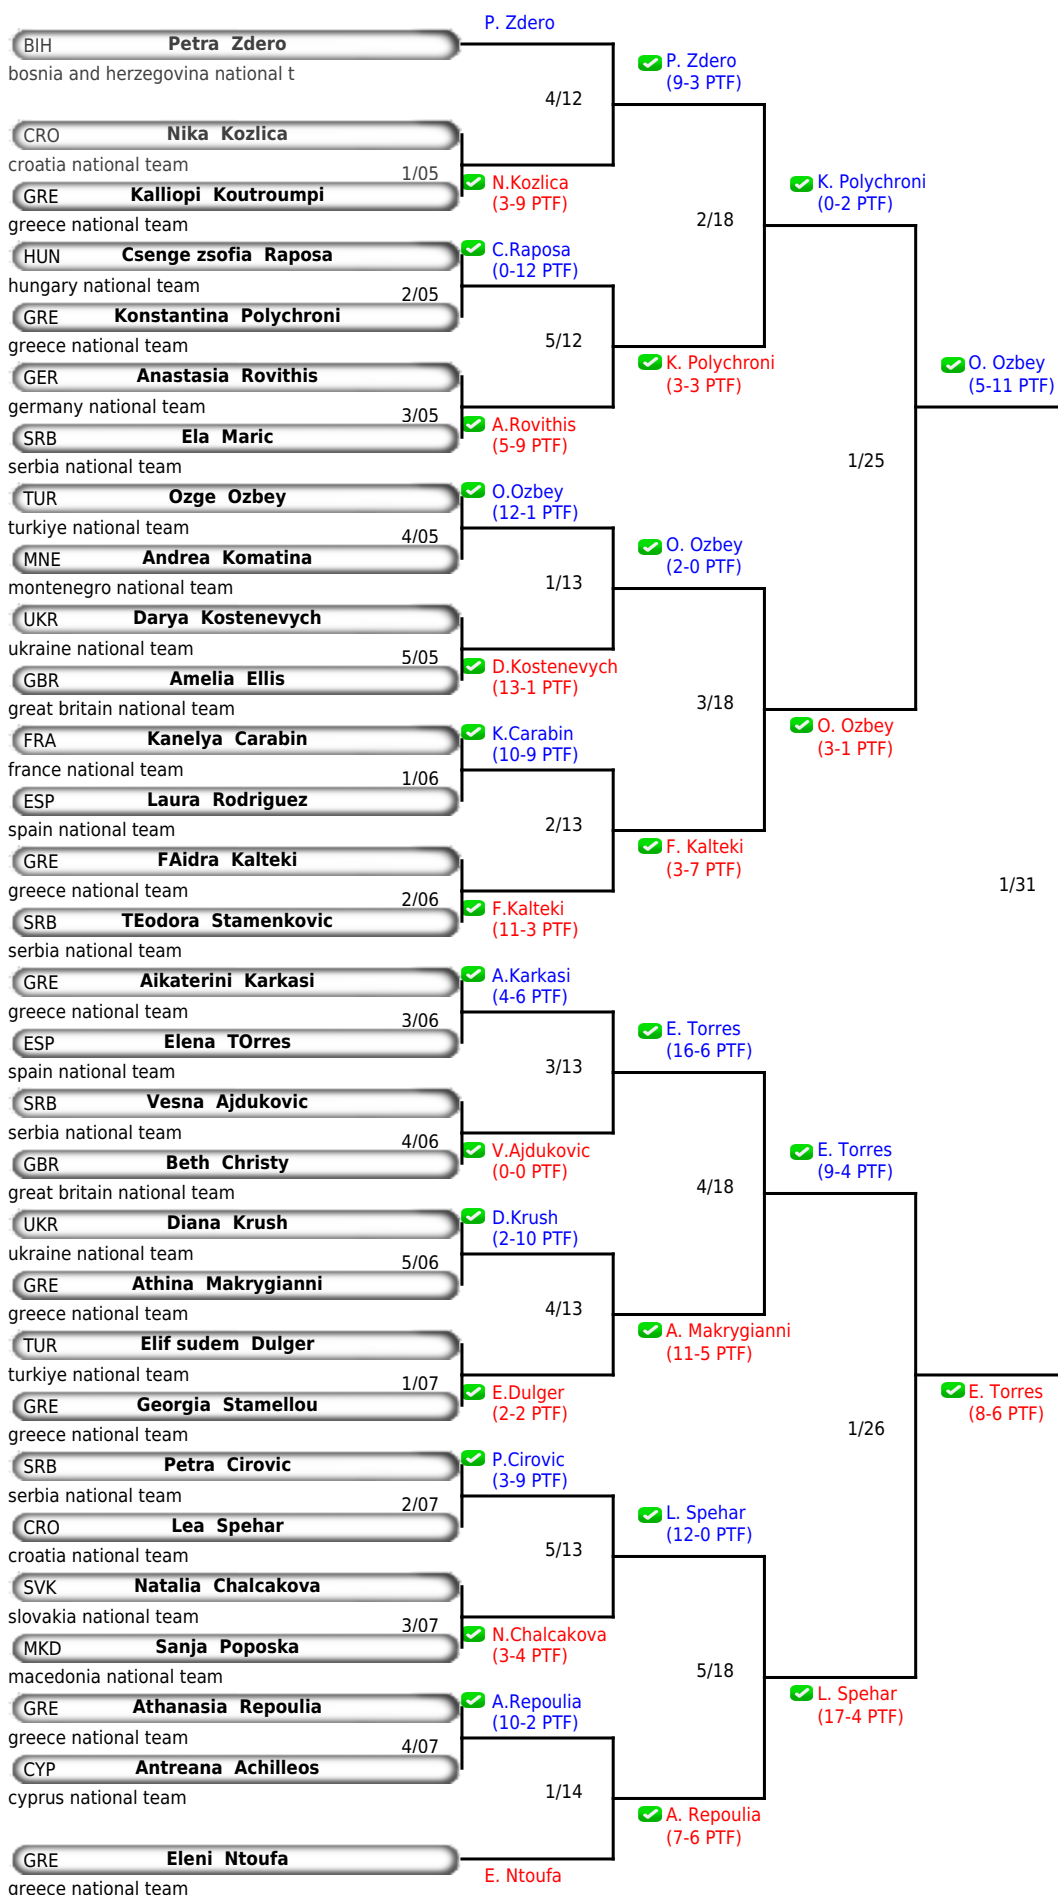 P. Zdero
BIH Petra Zdero
bosnia and herzegovina national t
P. Zdero
(9-3 PTF)
4/12
CRO Nika Kozlica
croatia national team
1/05
GRE Kalliopi Koutroumpi
greece national team
N.Kozlica
(3-9 PTF)
K. Polychroni
(0-2 PTF)
2/18
HUN Csenge zsofia Raposa
hungary national team
C.Raposa
(0-12 PTF)
2/05
GRE Konstantina Polychroni
greece national team
5/12
K. Polychroni
(3-3 PTF)
O. Ozbey
(5-11 PTF)
GER Anastasia Rovithis
germany national team
3/05
SRB Ela Maric
serbia national team
A.Rovithis
(5-9 PTF)
1/25
TUR Ozge Ozbey
turkiye national team
O.Ozbey
(12-1 PTF)
4/05
MNE Andrea Komatina
montenegro national team
O. Ozbey
(2-0 PTF)
1/13
UKR Darya Kostenevych
ukraine national team
5/05
GBR Amelia Ellis
great britain national team
D.Kostenevych
(13-1 PTF)
3/18
O. Ozbey
(3-1 PTF)
FRA Kanelya Carabin
france national team
K.Carabin
(10-9 PTF)
1/06
ESP Laura Rodriguez
spain national team
2/13
F. Kalteki
(3-7 PTF)
GRE FAidra Kalteki
greece national team
2/06
SRB TEodora Stamenkovic
serbia national team
F.Kalteki
(11-3 PTF)
1/31
GRE Aikaterini Karkasi
greece national team
A.Karkasi
(4-6 PTF)
3/06
ESP Elena TOrres
spain national team
E. Torres
(16-6 PTF)
3/13
SRB Vesna Ajdukovic
serbia national team
4/06
GBR Beth Christy
great britain national team
V.Ajdukovic
(0-0 PTF)
E. Torres
(9-4 PTF)
4/18
UKR Diana Krush
ukraine national team
D.Krush
(2-10 PTF)
5/06
GRE Athina Makrygianni
greece national team
4/13
A. Makrygianni
(11-5 PTF)
TUR Elif sudem Dulger
turkiye national team
1/07
GRE Georgia Stamellou
greece national team
E.Dulger
(2-2 PTF)
E. Torres
(8-6 PTF)
1/26
SRB Petra Cirovic
serbia national team
P.Cirovic
(3-9 PTF)
2/07
CRO Lea Spehar
croatia national team
L. Spehar
(12-0 PTF)
5/13
SVK Natalia Chalcakova
slovakia national team
3/07
MKD Sanja Poposka
macedonia national team
N.Chalcakova
(3-4 PTF)
5/18
L. Spehar
(17-4 PTF)
GRE Athanasia Repoulia
greece national team
A.Repoulia
(10-2 PTF)
4/07
CYP Antreana Achilleos
cyprus national team
1/14
A. Repoulia
(7-6 PTF)
GRE Eleni Ntoufa
E. Ntoufa
greece national team